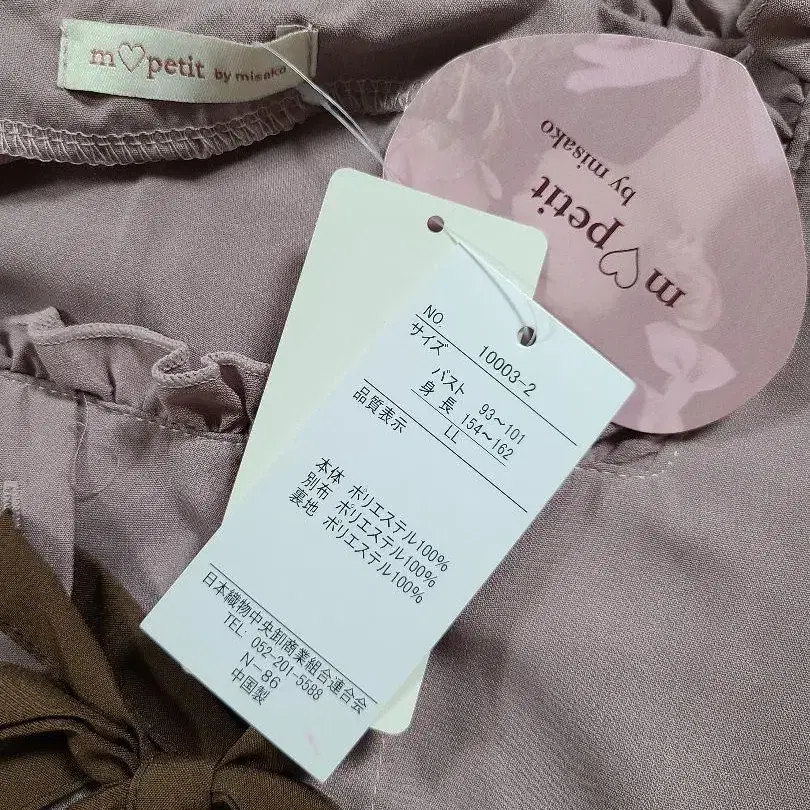 m♡petit by misako
m♡petit
by misako
NO 10003-2
サイズ
バスト 93～101
身長 154～162
LL
品質表示
本体 ポリエステル100%
別布 ポリエステル100%
裏地 ポリエステル100%
日本織物中央卸商業組合連合会
TEL: 052-201-5588
N-86
中国製